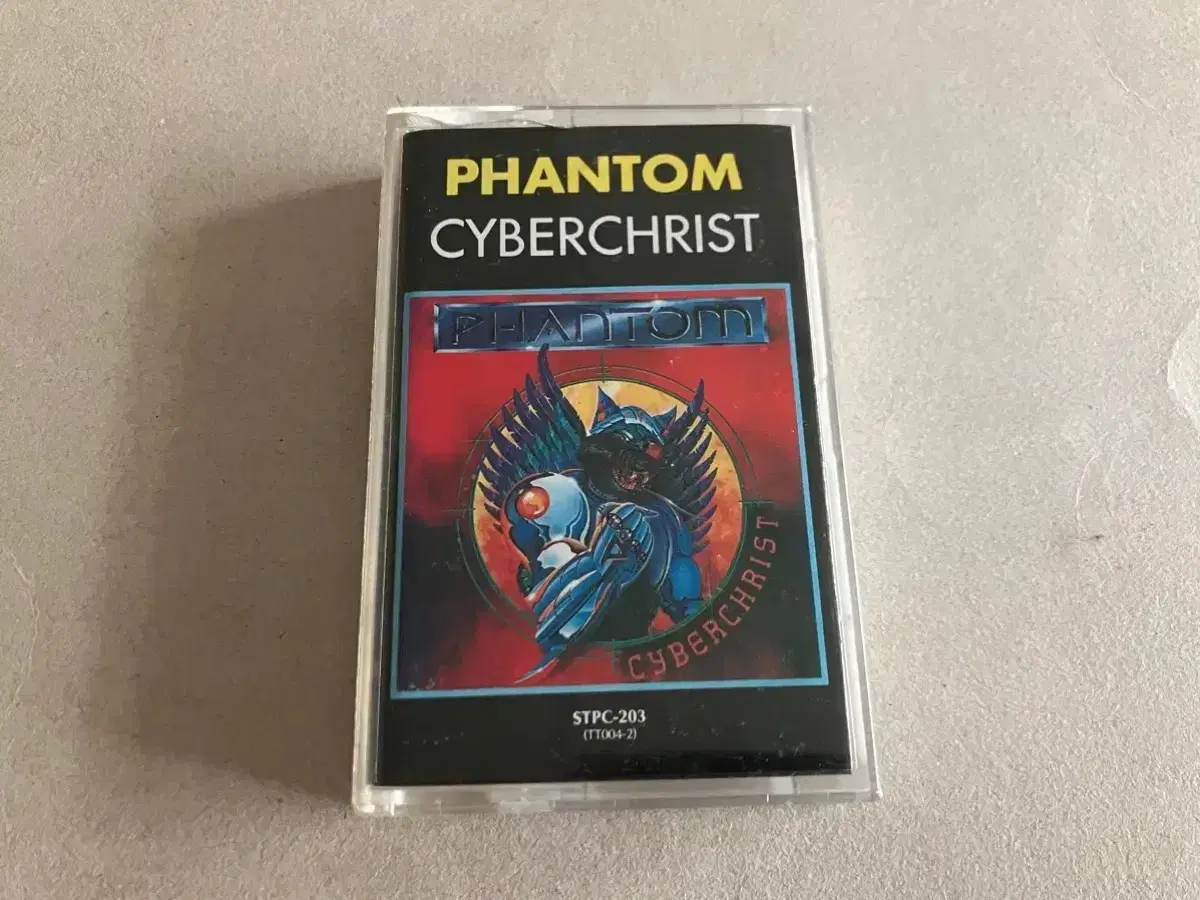 PHANTOM
CYBERCHRIST
PHANTOM
CYBERCHRIST
STPC-203
(TT004-2)